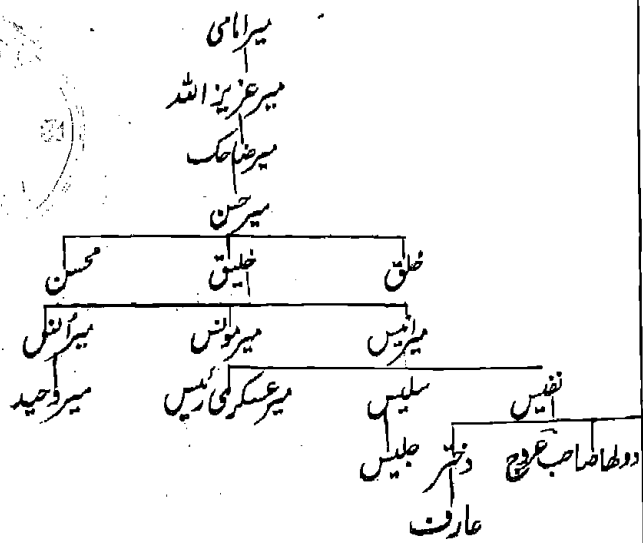 میر امامی
میر عزیز اللہ
میر ضاحک
میر حسن
خلق خلیق محسن
میر انیس میر مونس میر انس
نفیس سلیس میر عسکری رئیس میر وحید
دولھا صاحب عروج دختر جلیس
عارف